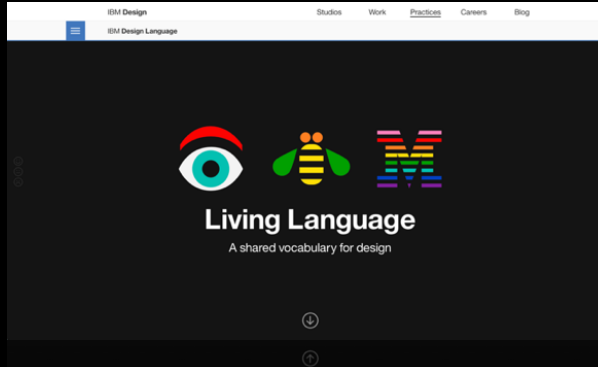 IBM Design Studios Work Practices Careers Blog
IBM Design Language
M
Living Language
A shared vocabulary for design